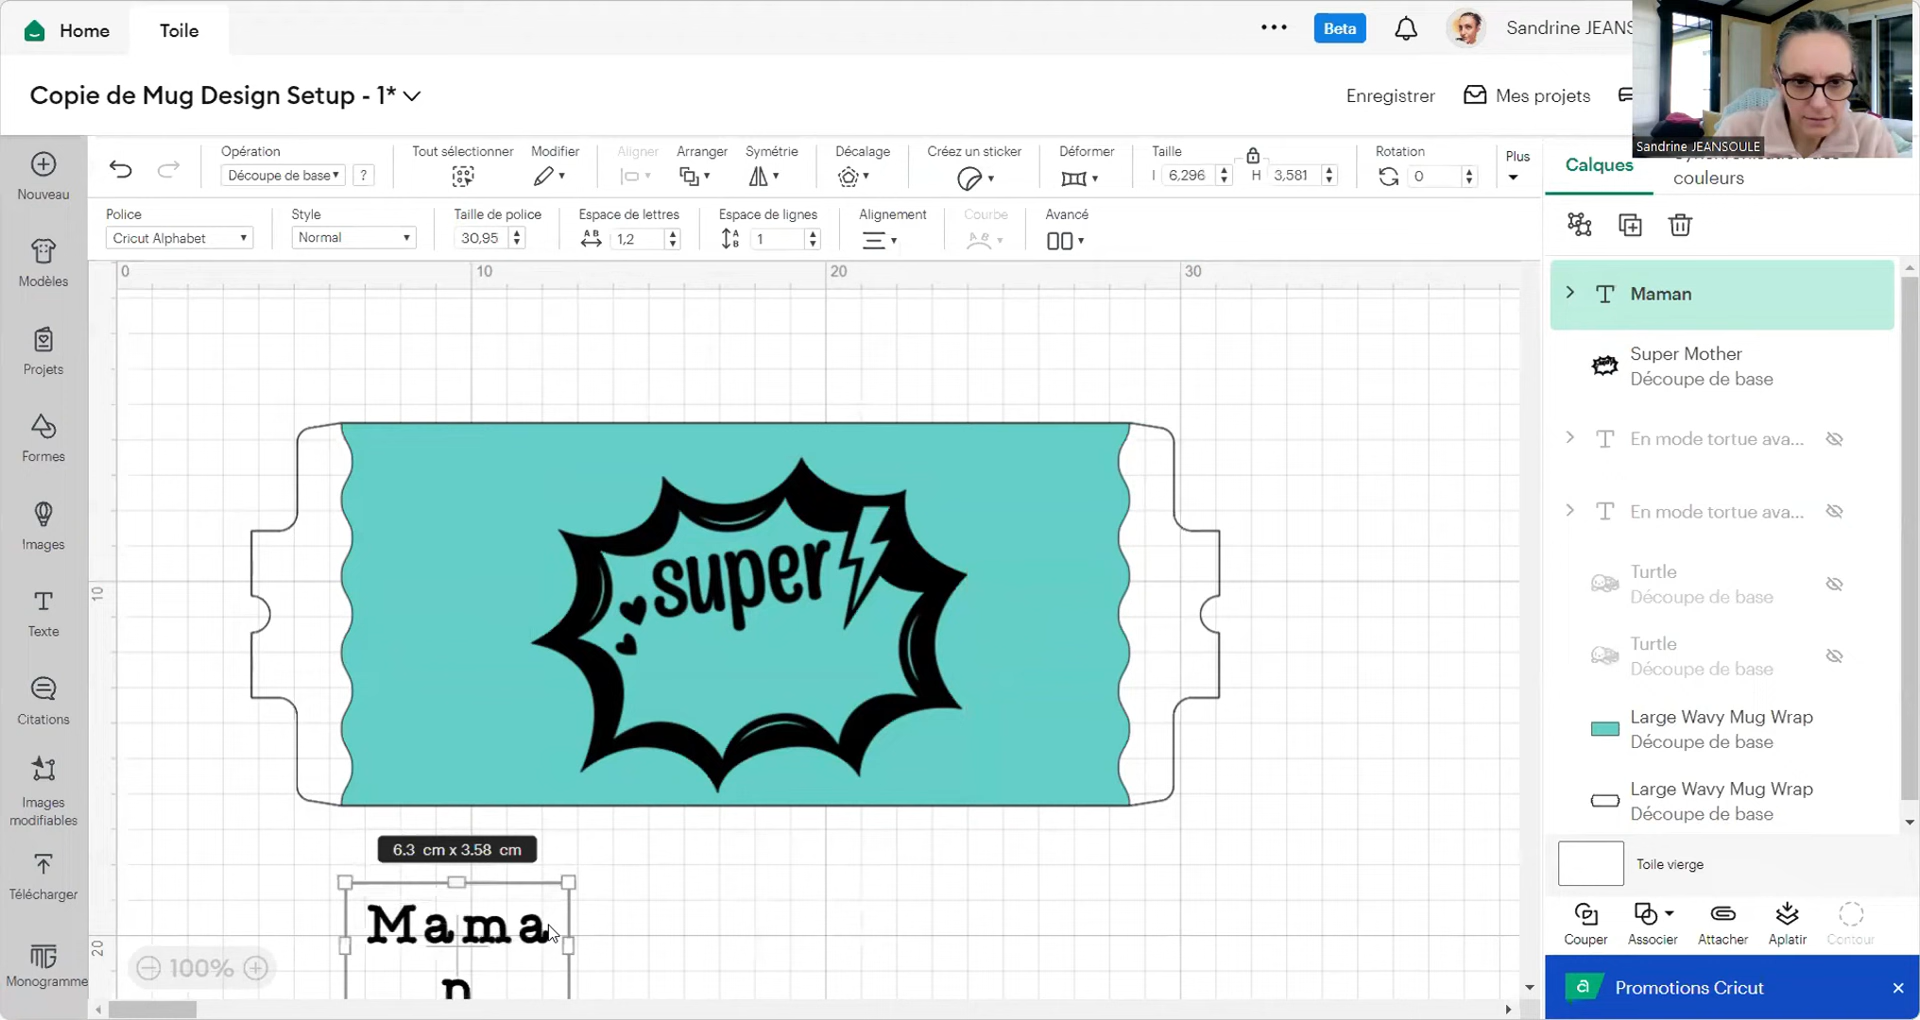 Home
Toile
Beta
Sandrine JEANS
Copie de Mug Design Setup - 1*
Enregistrer
Mes projets
Sandrine JEANSOULE
Nouveau
Modèles
Projets
Formes
Images
Texte
Citations
Images
modifiables
Télécharger
Monogramme
Opération
Découpe de base
?
Tout sélectionner
Modifier
Aligner
Arranger
Symétrie
Décalage
Créez un sticker
Déformer
Taille
l 6,296
H 3,581
Rotation
0
Plus
Police
Cricut Alphabet
Style
Normal
Taille de police
30,95
Espace de lettres
1,2
Espace de lignes
1
Alignement
Courbe
Avancé
0
10
20
30
10
20
super
6.3 cm x 3.58 cm
Mama
n
100%
Calques
couleurs
Maman
Super Mother
Découpe de base
En mode tortue ava...
En mode tortue ava...
Turtle
Découpe de base
Turtle
Découpe de base
Large Wavy Mug Wrap
Découpe de base
Large Wavy Mug Wrap
Découpe de base
Toile vierge
Couper
Associer
Attacher
Aplatir
Contour
Promotions Cricut